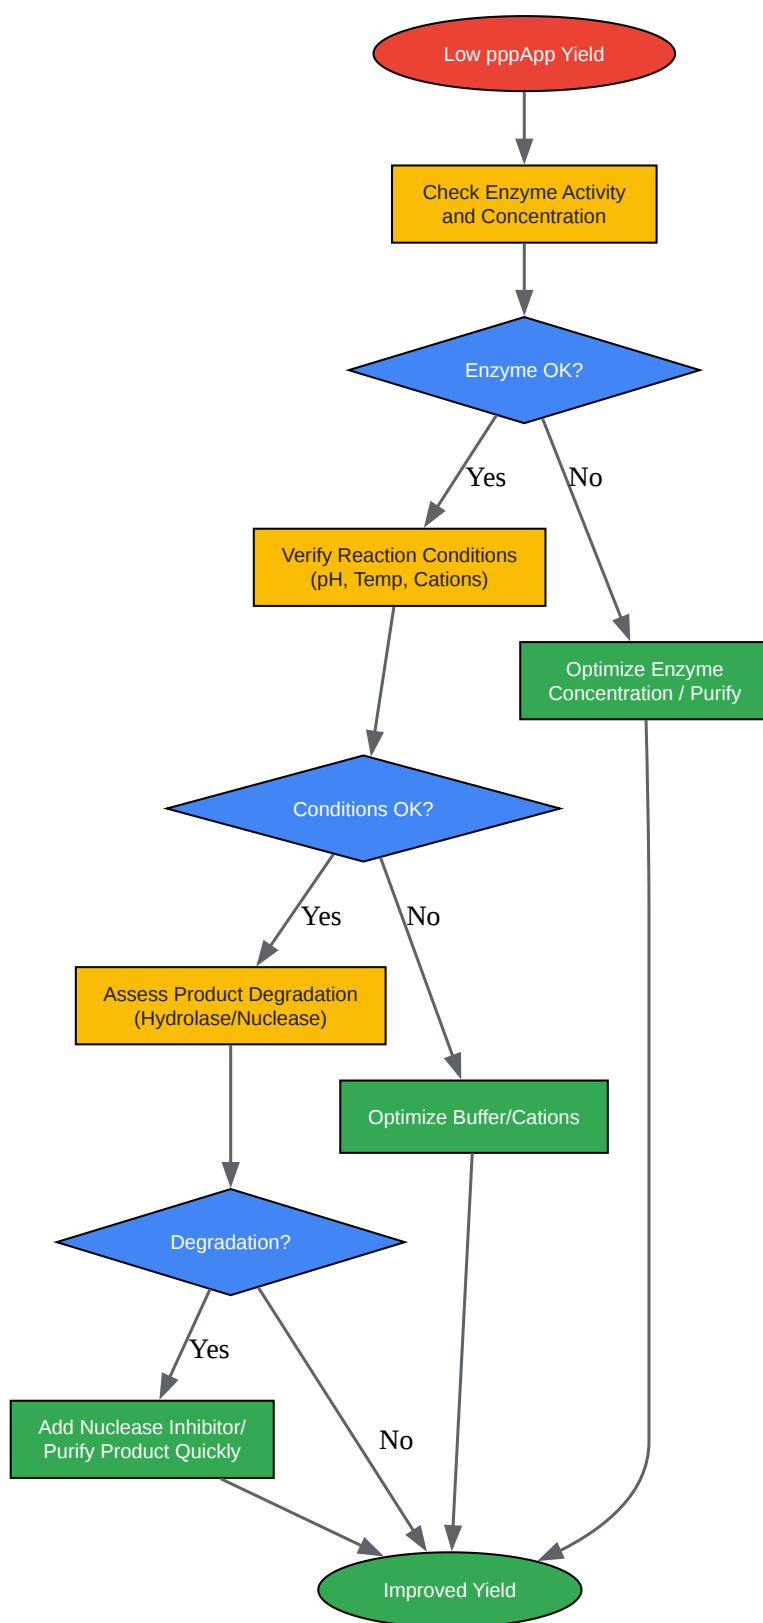 Low pppApp Yield
Check Enzyme Activity
and Concentration
Enzyme OK?
Yes
No
Verify Reaction Conditions
(pH, Temp, Cations)
Optimize Enzyme
Concentration / Purify
Conditions OK?
Yes
No
Assess Product Degradation
(Hydrolase/Nuclease)
Optimize Buffer/Cations
Degradation?
Yes
No
Add Nuclease Inhibitor/
Purify Product Quickly
Improved Yield